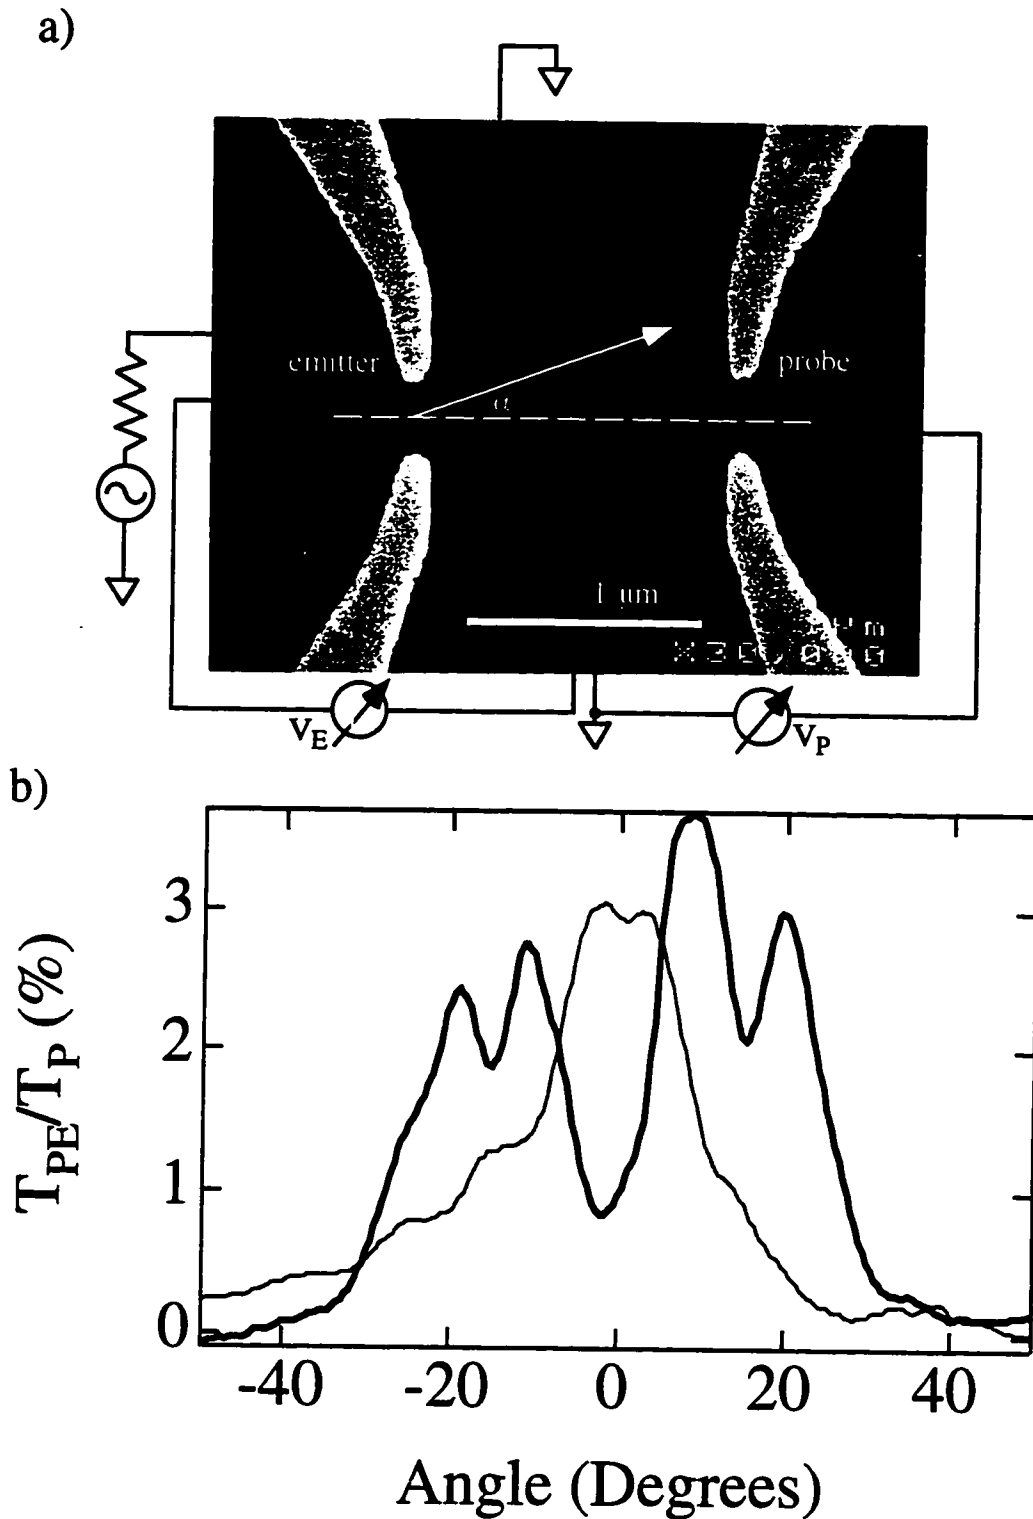 a)
emitter
probe
α
1 μm
μm
V_E
V_P
b)
T_PE/T_P (%)
3
2
1
0
-40 -20 0 20 40
Angle (Degrees)